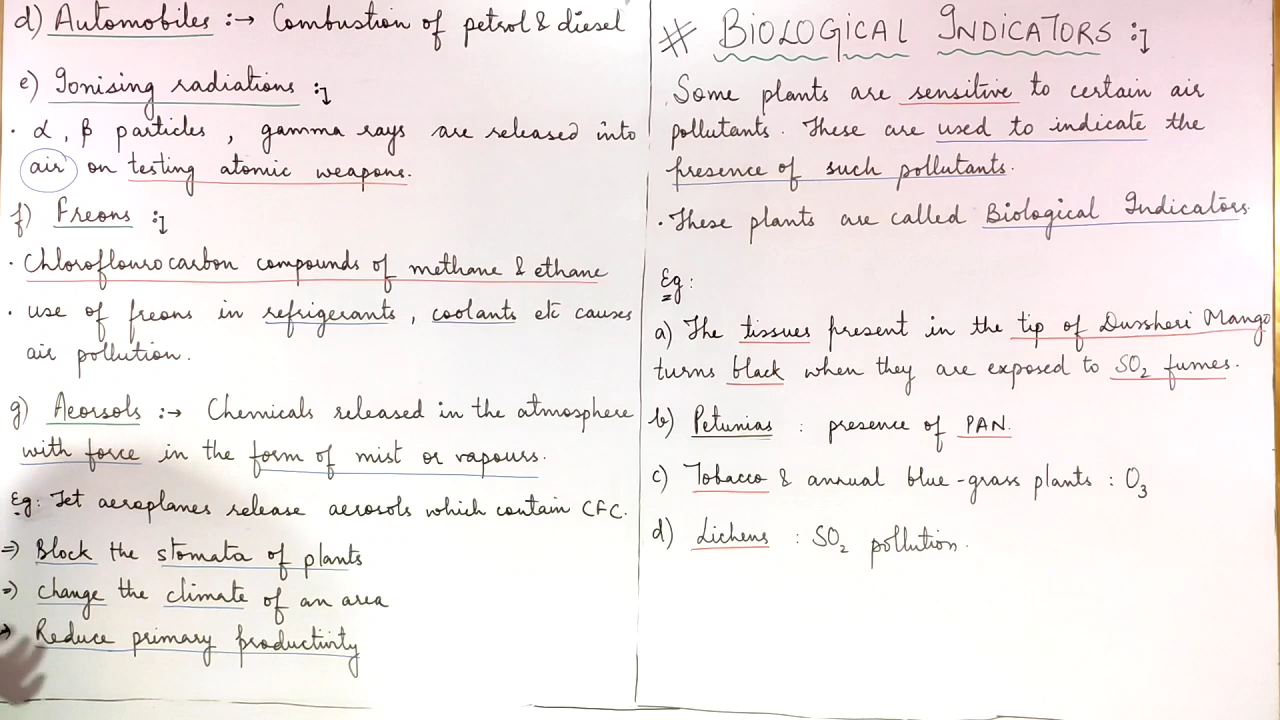 d) Automobiles :→ Combustion of petrol & diesel
e) Ionising radiations :]
· α, β particles, gamma rays are released into
air on testing atomic weapons.
f) Freons :]
· Chloroflourocarbon compounds of methane & ethane
· use of freons in refrigerants, coolants etc causes
air pollution.
g) Aeorsols :→ Chemicals released in the atmosphere
with force in the form of mist or vapours.
Eg: Jet aeroplanes release aerosols which contain CFC.
⇒ Block the stomata of plants
⇒ Change the climate of an area
⇒ Reduce primary productivity
# BIOLOGICAL INDICATORS :]
Some plants are sensitive to certain air
pollutants. These are used to indicate the
presence of such pollutants.
· These plants are called Biological Indicators.
Eg:
a) The tissues present in the tip of Dussheri Mango
turns black when they are exposed to SO₂ fumes.
b) Petunias : presence of PAN.
c) Tobacco & annual blue-grass plants : O₃
d) Lichens : SO₂ pollution.